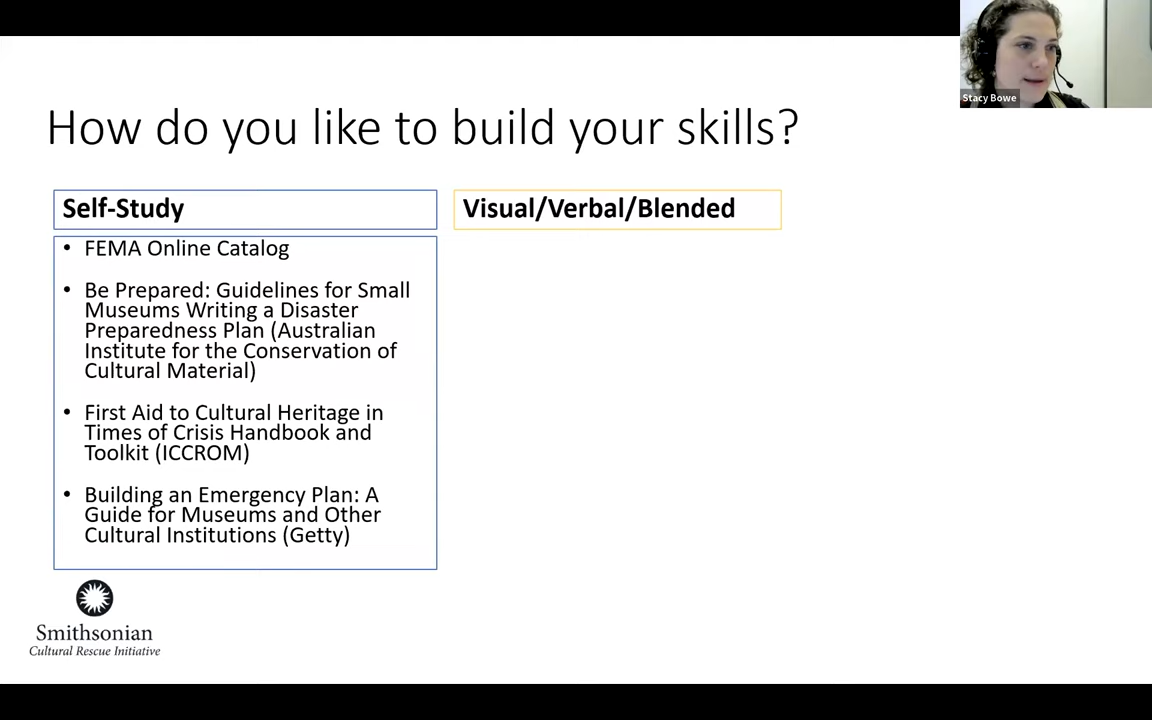 Stacy Bowe
How do you like to build your skills?
Self-Study
• FEMA Online Catalog
• Be Prepared: Guidelines for Small
Museums Writing a Disaster
Preparedness Plan (Australian
Institute for the Conservation of
Cultural Material)
• First Aid to Cultural Heritage in
Times of Crisis Handbook and
Toolkit (ICCROM)
• Building an Emergency Plan: A
Guide for Museums and Other
Cultural Institutions (Getty)
Visual/Verbal/Blended
Smithsonian
Cultural Rescue Initiative